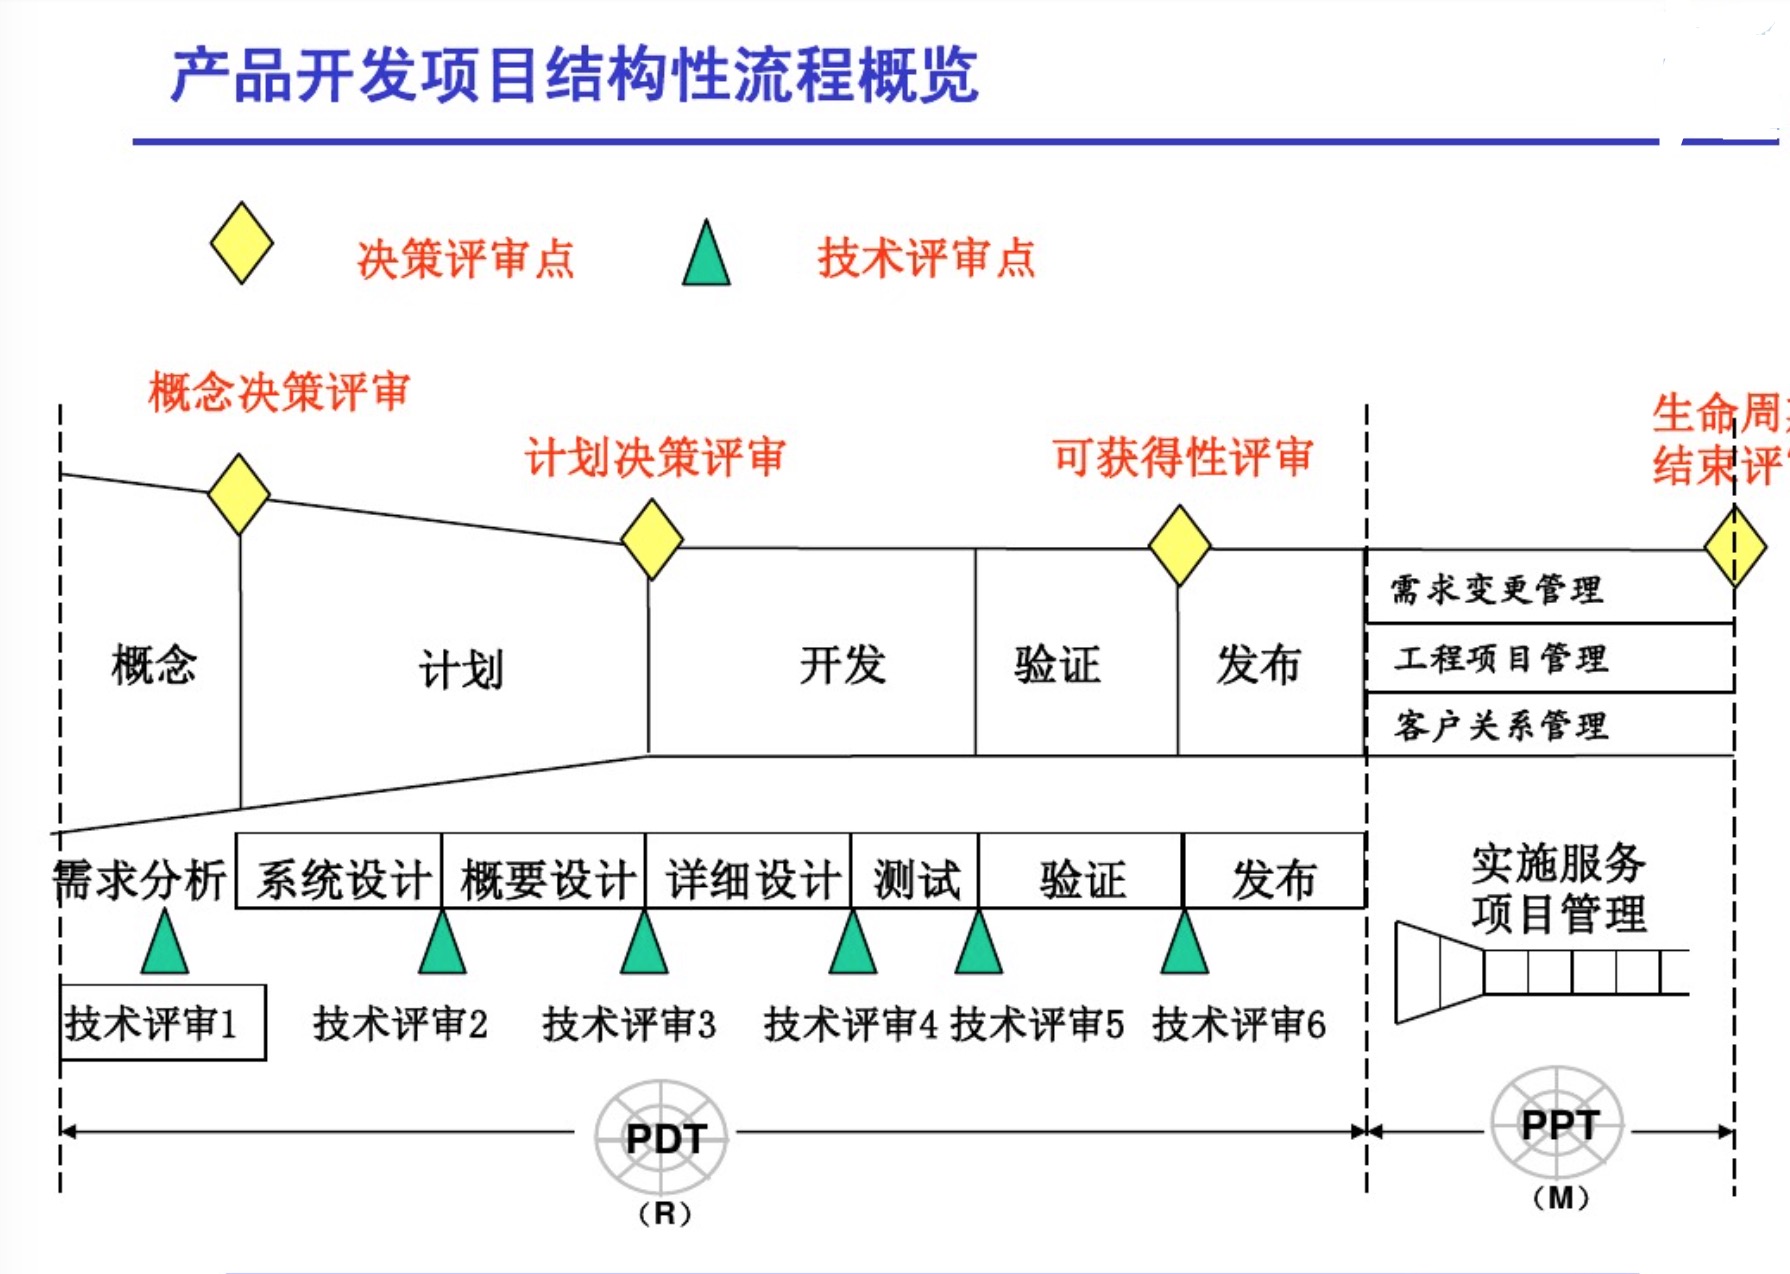 产品开发项目结构性流程概览
决策评审点
技术评审点
概念决策评审
计划决策评审
可获得性评审
生命周
结束评
概念
计划
开发
验证
发布
需求变更管理
工程项目管理
客户关系管理
需求分析
系统设计
概要设计
详细设计
测试
验证
发布
实施服务
项目管理
技术评审1
技术评审2
技术评审3
技术评审4
技术评审5
技术评审6
PDT
（R）
PPT
（M）